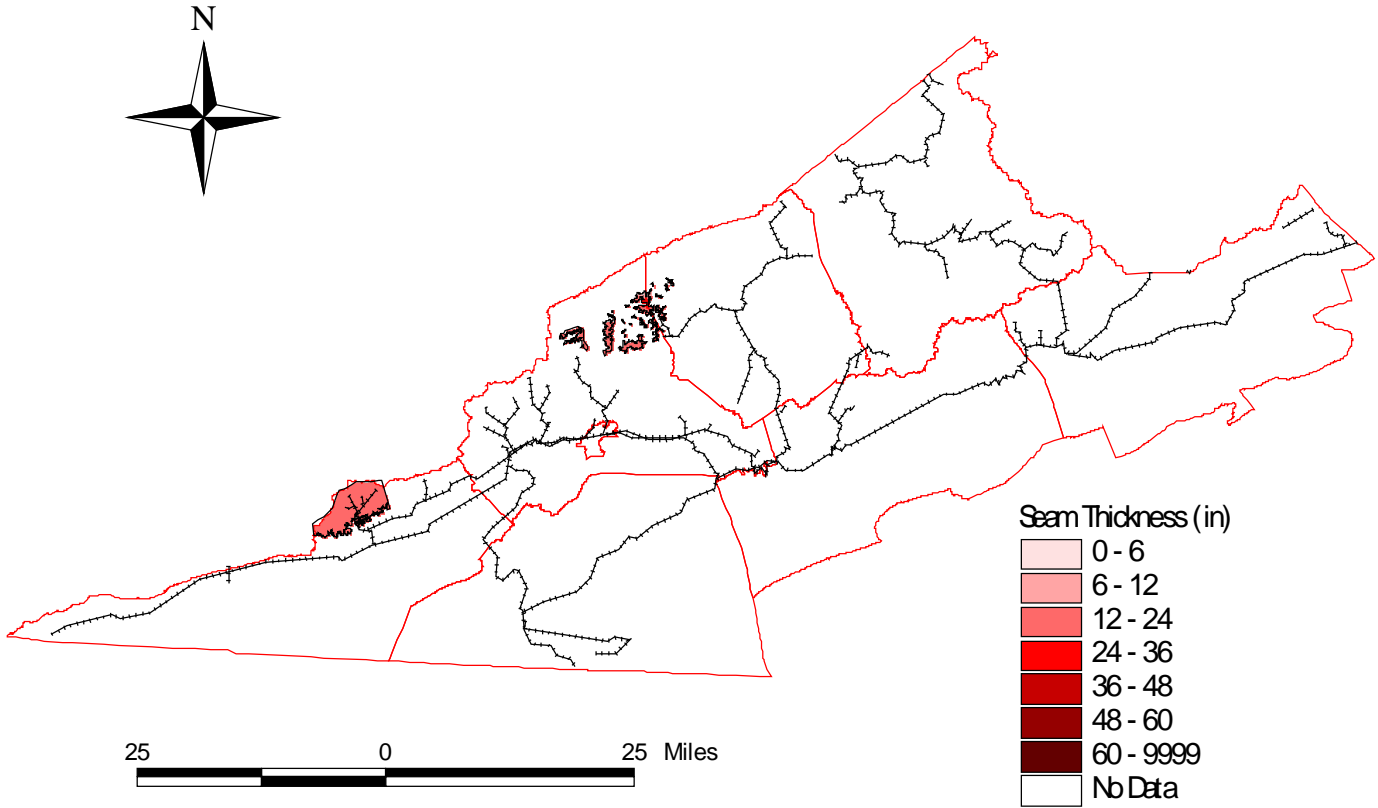 N
Seam Thickness (in)
0 - 6
6 - 12
12 - 24
24 - 36
36 - 48
48 - 60
60 - 9999
No Data
25 0 25 Miles